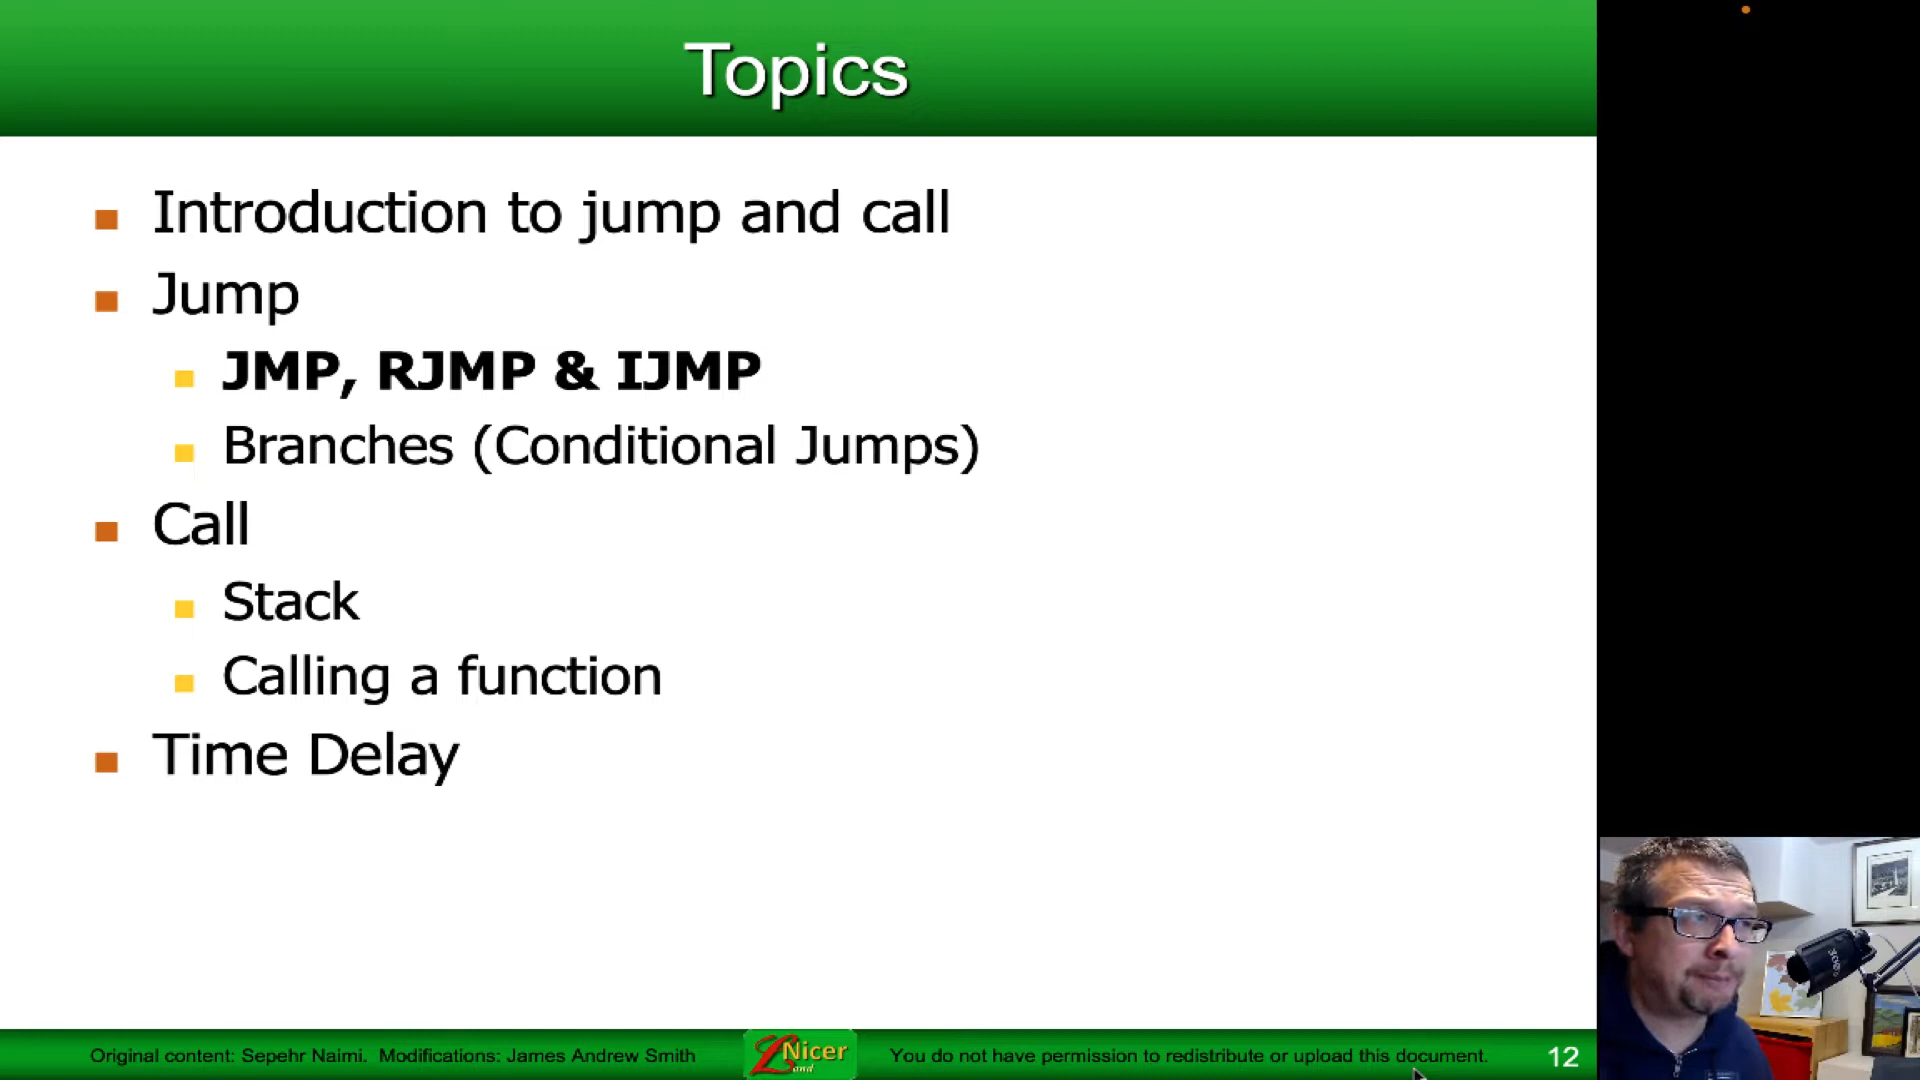 Topics
Introduction to jump and call
Jump
JMP, RJMP & IJMP
Branches (Conditional Jumps)
Call
Stack
Calling a function
Time Delay
Original content: Sepehr Naimi. Modifications: James Andrew Smith
Nicer
Land
You do not have permission to redistribute or upload this document.
12